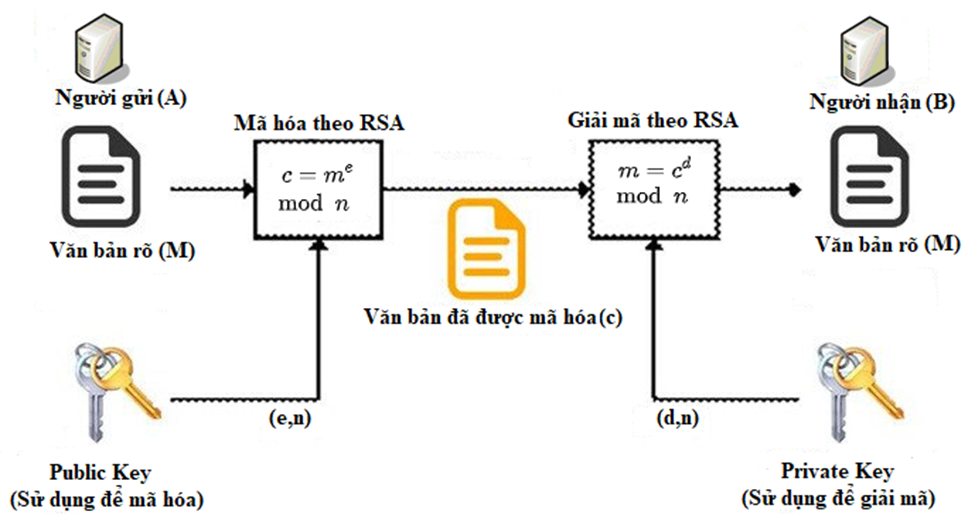 Người gửi (A)
Người nhận (B)
Mã hóa theo RSA
Giải mã theo RSA
c = m^e
mod n
m = c^d
mod n
Văn bản rõ (M)
Văn bản rõ (M)
Văn bản đã được mã hóa (c)
(e,n)
(d,n)
Public Key
(Sử dụng để mã hóa)
Private Key
(Sử dụng để giải mã)